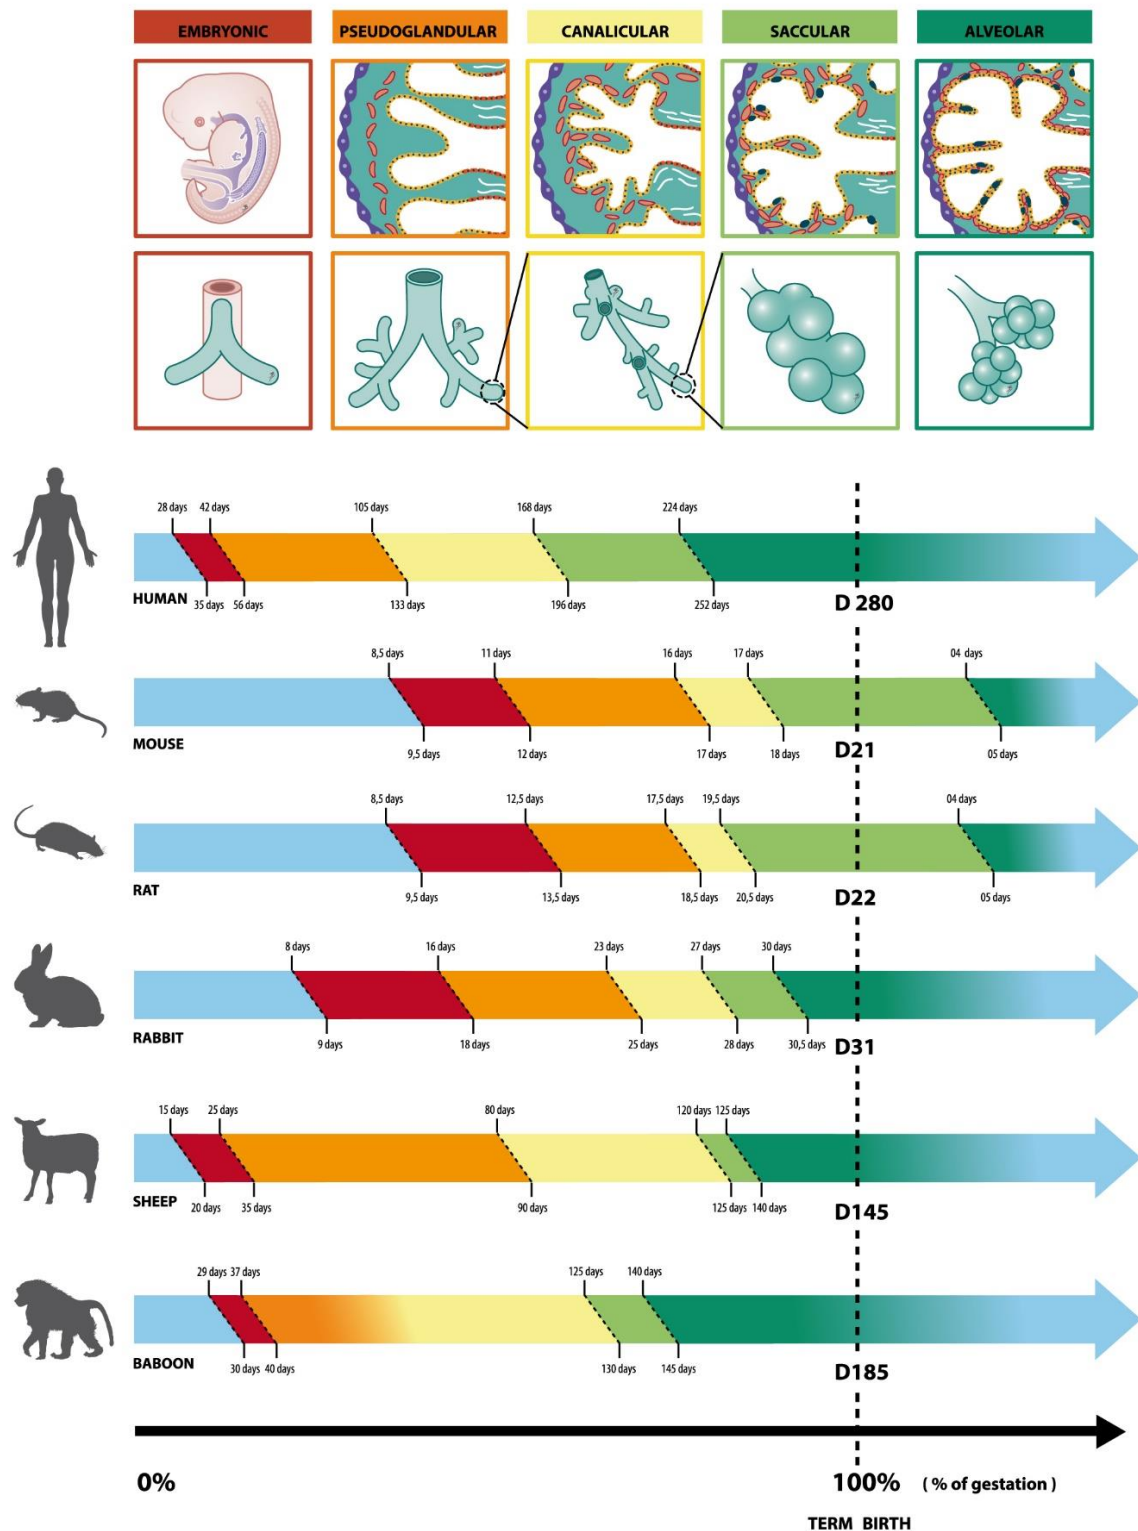 EMBRYONIC PSEUDOGLANDULAR CANALICULAR SACCULAR ALVEOLAR
28 days 42 days 105 days 168 days 224 days
HUMAN 35 days 56 days 133 days 196 days 252 days D 280
8,5 days 11 days 16 days 17 days 04 days
MOUSE 9,5 days 12 days 17 days 18 days D21 05 days
8,5 days 12,5 days 17,5 days 19,5 days 04 days
RAT 9,5 days 13,5 days 18,5 days 20,5 days D22 05 days
8 days 16 days 23 days 27 days 30 days
RABBIT 9 days 18 days 25 days 28 days 30,5 days D31
15 days 25 days 80 days 120 days 125 days
SHEEP 20 days 35 days 90 days 125 days 140 days D145
29 days 37 days 125 days 140 days
BABOON 30 days 40 days 130 days 145 days D185
0% 100% ( % of gestation )
TERM BIRTH